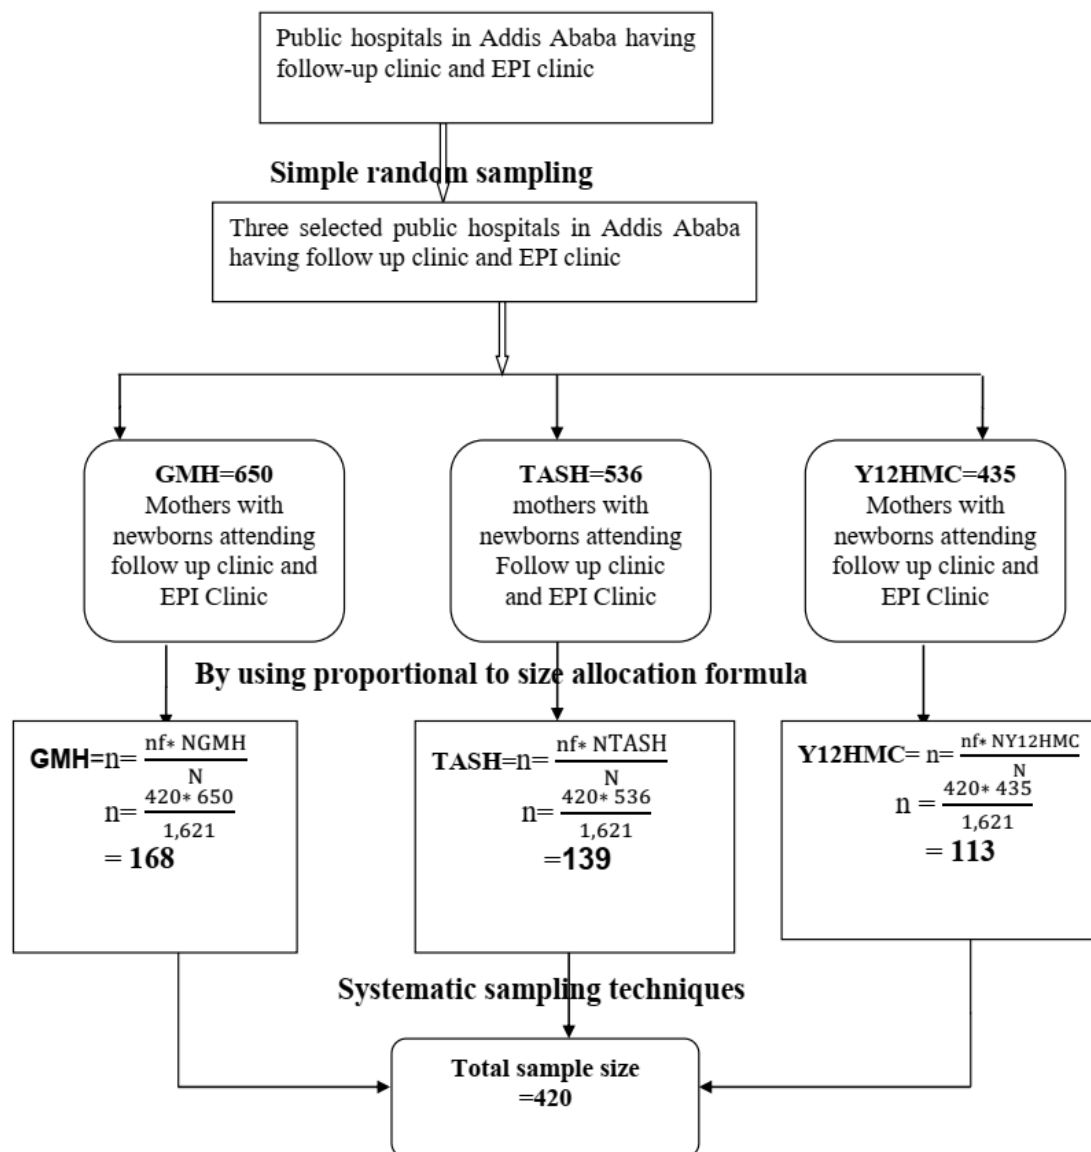 Public hospitals in Addis Ababa having
follow-up clinic and EPI clinic
Simple random sampling
Three selected public hospitals in Addis Ababa
having follow up clinic and EPI clinic
GMH=650
Mothers with
newborns attending
follow up clinic and
EPI Clinic
TASH=536
mothers with
newborns attending
Follow up clinic
and EPI Clinic
Y12HMC=435
Mothers with
newborns attending
follow up clinic and
EPI Clinic
By using proportional to size allocation formula
GMH=n= nf* NGMH
N
n= 420* 650
1,621
= 168
TASH=n= nf* NTASH
N
n= 420* 536
1,621
=139
Y12HMC= n= nf* NY12HMC
N
n = 420* 435
1,621
= 113
Systematic sampling techniques
Total sample size
=420